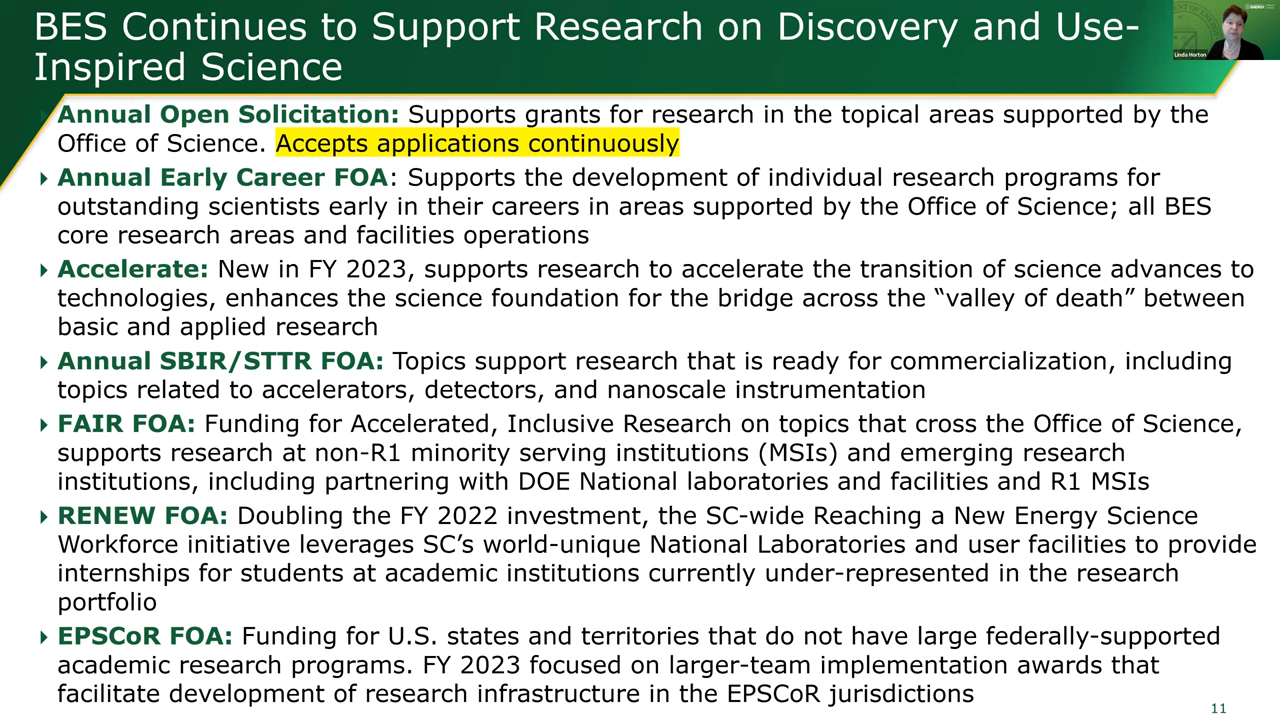 BES Continues to Support Research on Discovery and Use-
Inspired Science
ENERGY
Linda Horton
Annual Open Solicitation: Supports grants for research in the topical areas supported by the
Office of Science. Accepts applications continuously
Annual Early Career FOA: Supports the development of individual research programs for
outstanding scientists early in their careers in areas supported by the Office of Science; all BES
core research areas and facilities operations
Accelerate: New in FY 2023, supports research to accelerate the transition of science advances to
technologies, enhances the science foundation for the bridge across the “valley of death” between
basic and applied research
Annual SBIR/STTR FOA: Topics support research that is ready for commercialization, including
topics related to accelerators, detectors, and nanoscale instrumentation
FAIR FOA: Funding for Accelerated, Inclusive Research on topics that cross the Office of Science,
supports research at non-R1 minority serving institutions (MSIs) and emerging research
institutions, including partnering with DOE National laboratories and facilities and R1 MSIs
RENEW FOA: Doubling the FY 2022 investment, the SC-wide Reaching a New Energy Science
Workforce initiative leverages SC’s world-unique National Laboratories and user facilities to provide
internships for students at academic institutions currently under-represented in the research
portfolio
EPSCoR FOA: Funding for U.S. states and territories that do not have large federally-supported
academic research programs. FY 2023 focused on larger-team implementation awards that
facilitate development of research infrastructure in the EPSCoR jurisdictions
11